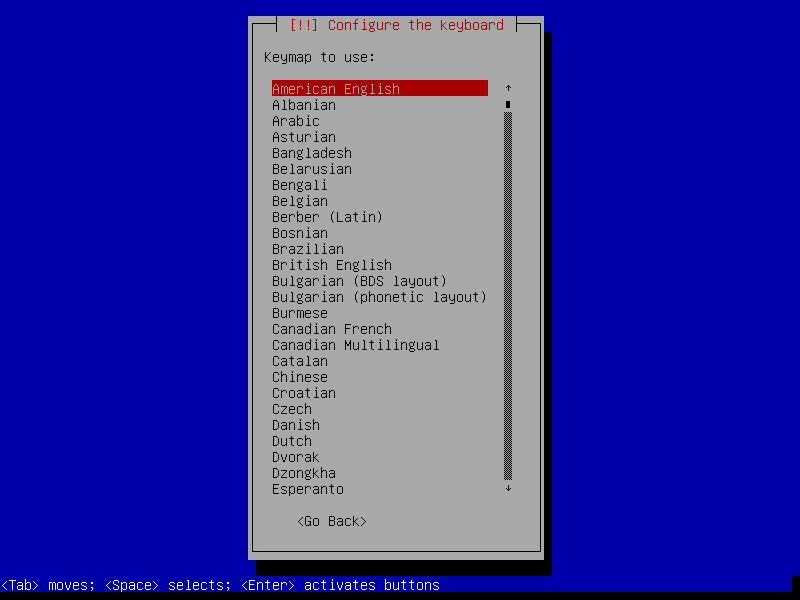 [!!] Configure the keyboard
Keymap to use:
American English
Albanian
Arabic
Asturian
Bangladesh
Belarusian
Bengali
Belgian
Berber (Latin)
Bosnian
Brazilian
British English
Bulgarian (BDS layout)
Bulgarian (phonetic layout)
Burmese
Canadian French
Canadian Multilingual
Catalan
Chinese
Croatian
Czech
Danish
Dutch
Dvorak
Dzongkha
Esperanto
<Go Back>
<Tab> moves; <Space> selects; <Enter> activates buttons